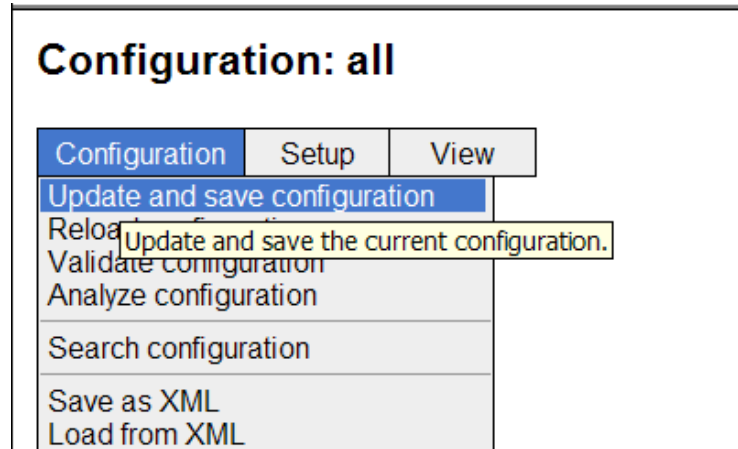 Configuration: all
Configuration Setup View
Update and save configuration
Update and save the current configuration.
Validate configuration
Analyze configuration
Search configuration
Save as XML
Load from XML